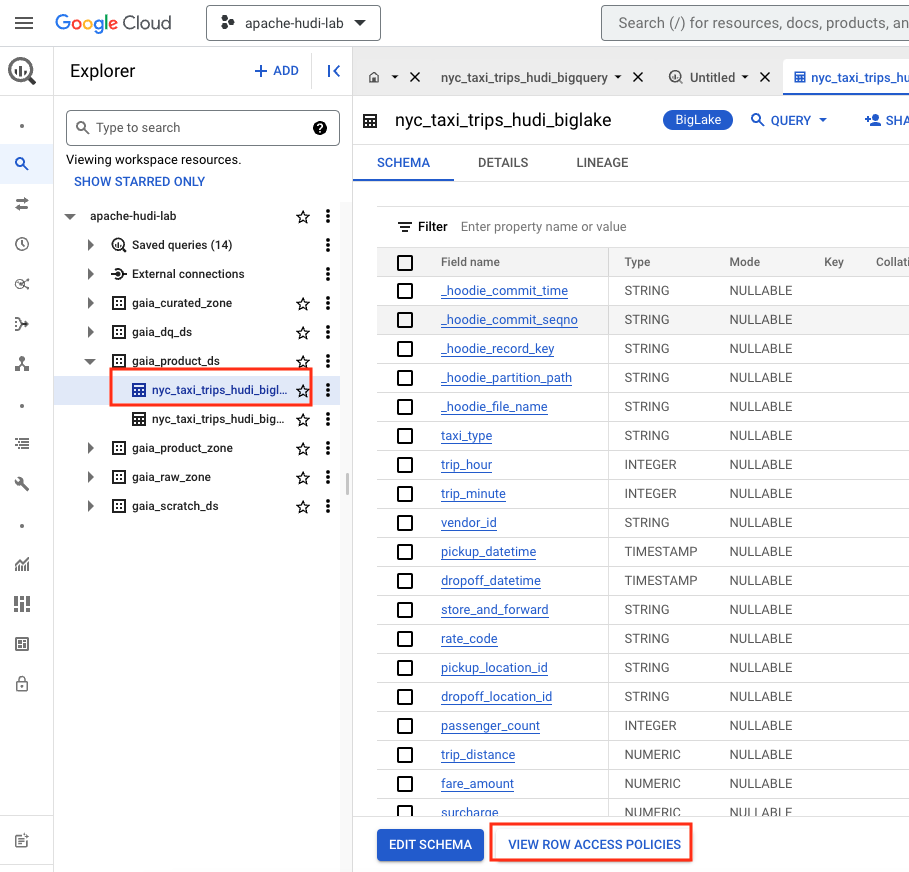 Google Cloud
apache-hudi-lab
Search (/) for resources, docs, products, an
Explorer
+ ADD
Type to search
Viewing workspace resources.
SHOW STARRED ONLY
apache-hudi-lab
Saved queries (14)
External connections
gaia_curated_zone
gaia_dq_ds
gaia_product_ds
nyc_taxi_trips_hudi_bigl...
nyc_taxi_trips_hudi_big...
gaia_product_zone
gaia_raw_zone
gaia_scratch_ds
nyc_taxi_trips_hudi_bigquery
Untitled
nyc_taxi_trips_hu
nyc_taxi_trips_hudi_biglake
BigLake
QUERY
SHA
SCHEMA DETAILS LINEAGE
Filter Enter property name or value
Field name Type Mode Key Collati
_hoodie_commit_time STRING NULLABLE
_hoodie_commit_seqno STRING NULLABLE
_hoodie_record_key STRING NULLABLE
_hoodie_partition_path STRING NULLABLE
_hoodie_file_name STRING NULLABLE
taxi_type STRING NULLABLE
trip_hour INTEGER NULLABLE
trip_minute INTEGER NULLABLE
vendor_id STRING NULLABLE
pickup_datetime TIMESTAMP NULLABLE
dropoff_datetime TIMESTAMP NULLABLE
store_and_forward STRING NULLABLE
rate_code STRING NULLABLE
pickup_location_id STRING NULLABLE
dropoff_location_id STRING NULLABLE
passenger_count INTEGER NULLABLE
trip_distance NUMERIC NULLABLE
fare_amount NUMERIC NULLABLE
surcharge NUMERIC NULLABLE
EDIT SCHEMA
VIEW ROW ACCESS POLICIES